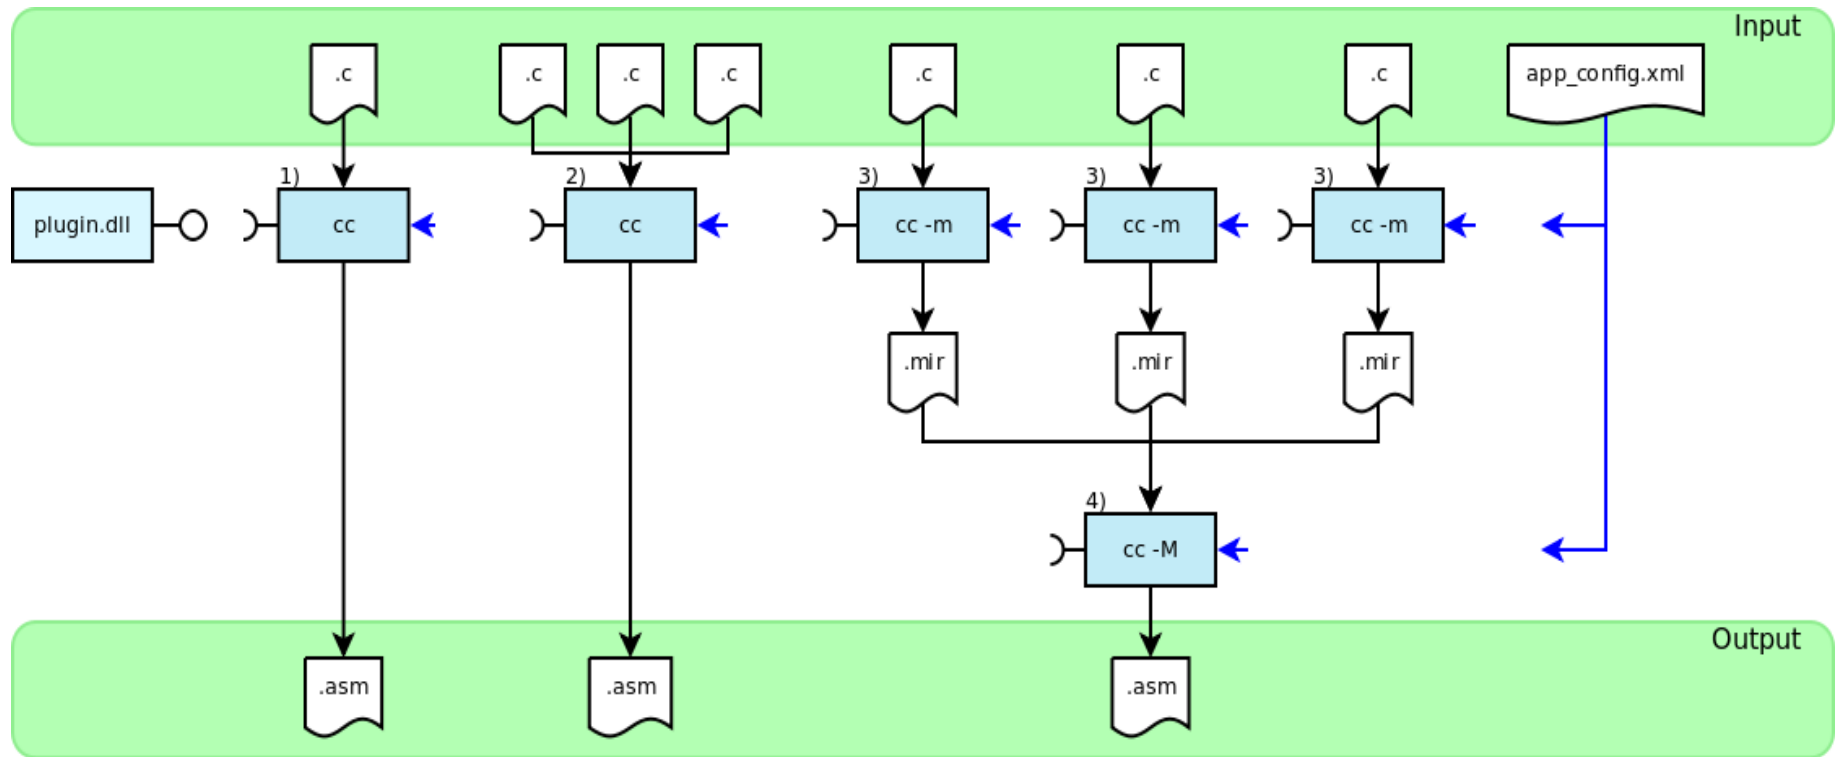 Input
.c
.c
.c
.c
.c
.c
.c
app_config.xml
1)
2)
3)
3)
3)
plugin.dll
cc
cc
cc -m
cc -m
cc -m
.mir
.mir
.mir
4)
cc -M
Output
.asm
.asm
.asm